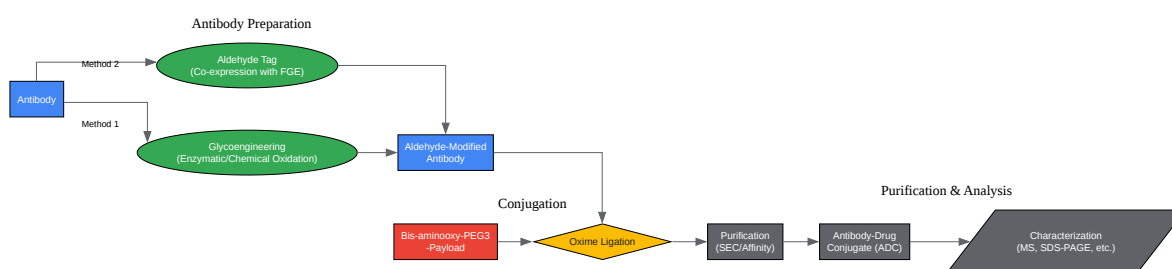 Antibody Preparation
Aldehyde Tag
(Co-expression with FGE)
Method 2
Antibody
Method 1
Glycoengineering
(Enzymatic/Chemical Oxidation)
Aldehyde-Modified
Antibody
Conjugation
Purification & Analysis
Bis-aminooxy-PEG3
-Payload
Oxime Ligation
Purification
(SEC/Affinity)
Antibody-Drug
Conjugate (ADC)
Characterization
(MS, SDS-PAGE, etc.)